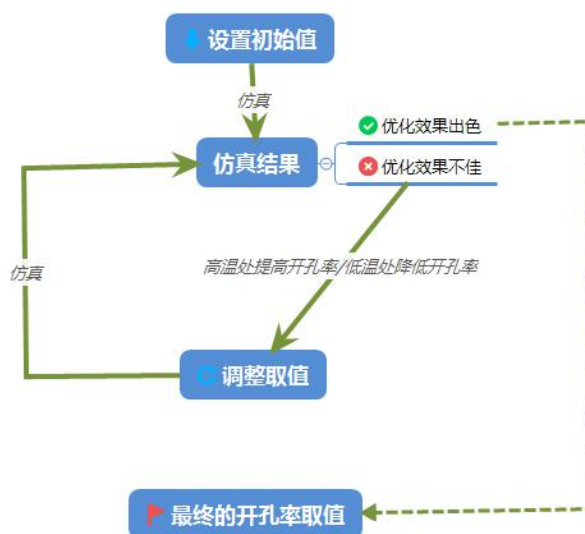 设置初始值
仿真
优化效果出色
仿真结果
优化效果不佳
高温处提高开孔率/低温处降低开孔率
仿真
调整取值
最终的开孔率取值